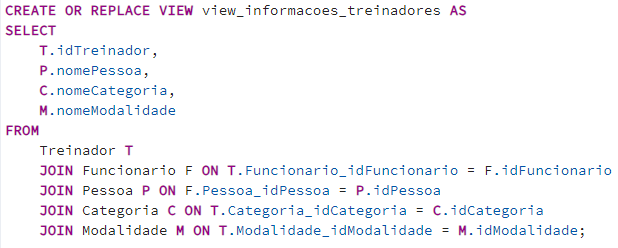 CREATE OR REPLACE VIEW view_informacoes_treinadores AS
SELECT
T.idTreinador,
P.nomePessoa,
C.nomeCategoria,
M.nomeModalidade
FROM
Treinador T
JOIN Funcionario F ON T.Funcionario_idFuncionario = F.idFuncionario
JOIN Pessoa P ON F.Pessoa_idPessoa = P.idPessoa
JOIN Categoria C ON T.Categoria_idCategoria = C.idCategoria
JOIN Modalidade M ON T.Modalidade_idModalidade = M.idModalidade;